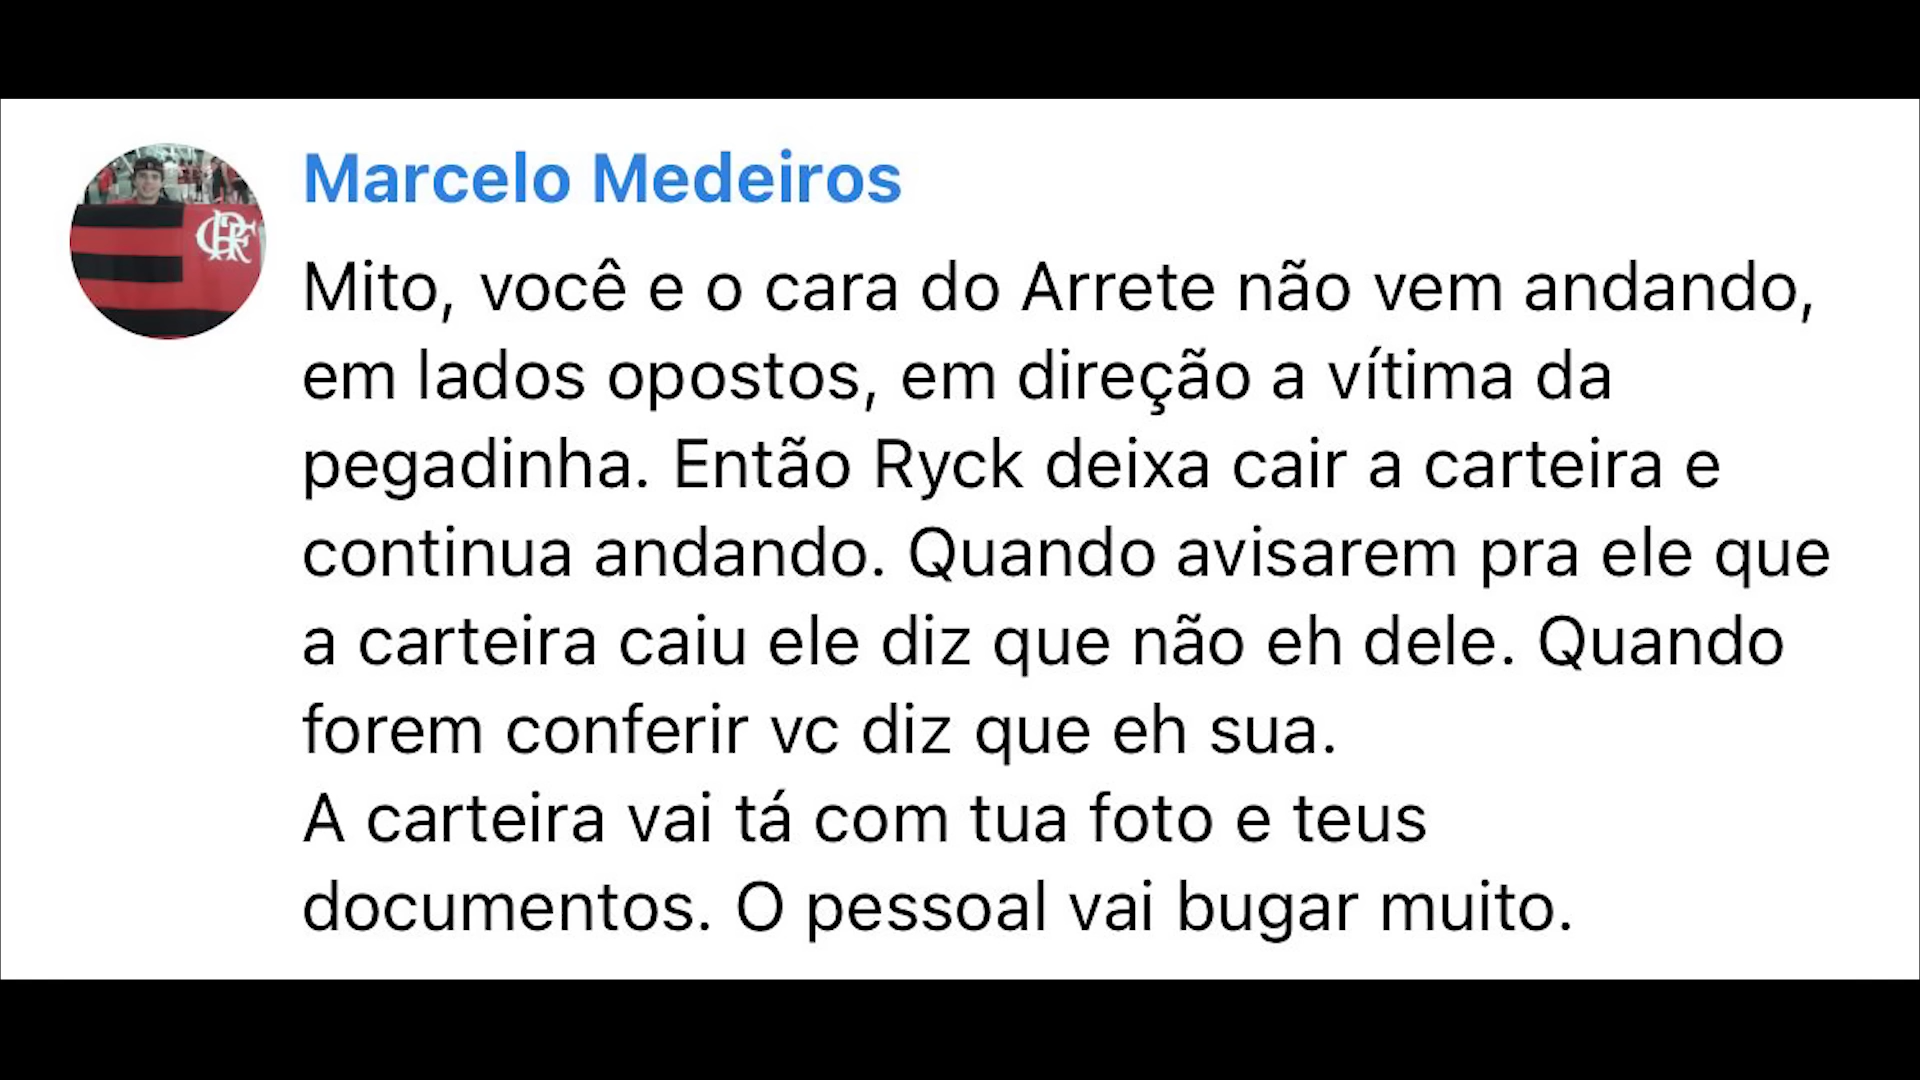 Marcelo Medeiros
Mito, você e o cara do Arrete não vem andando,
em lados opostos, em direção a vítima da
pegadinha. Então Ryck deixa cair a carteira e
continua andando. Quando avisarem pra ele que
a carteira caiu ele diz que não eh dele. Quando
forem conferir vc diz que eh sua.
A carteira vai tá com tua foto e teus
documentos. O pessoal vai bugar muito.